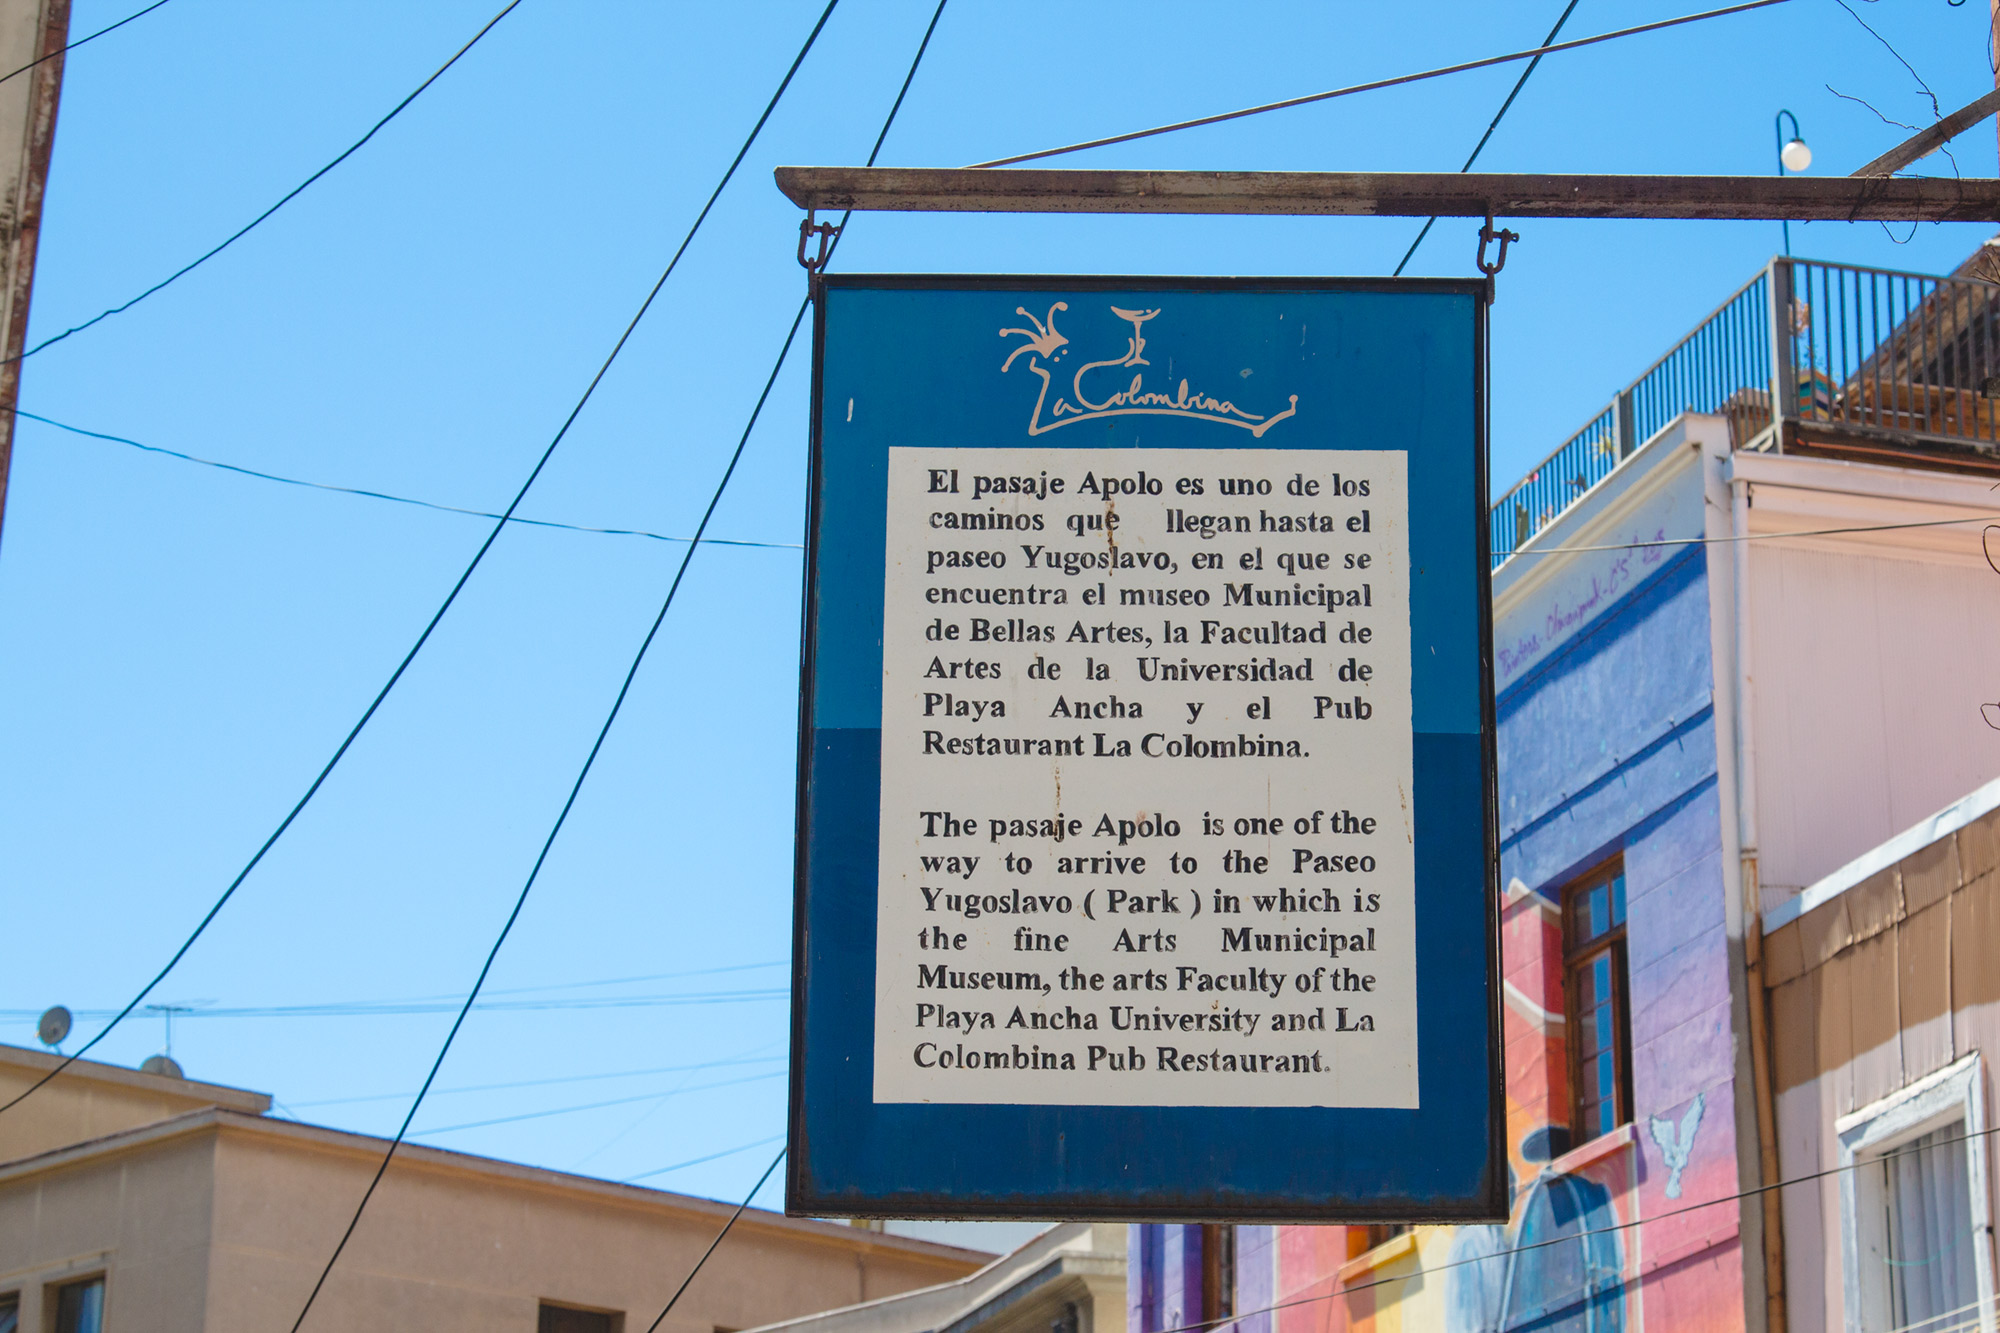 La Colombina
El pasaje Apolo es uno de los
caminos que llegan hasta el
paseo Yugoslavo, en el que se
encuentra el museo Municipal
de Bellas Artes, la Facultad de
Artes de la Universidad de
Playa Ancha y el Pub
Restaurant La Colombina.
The pasaje Apolo is one of the
way to arrive to the Paseo
Yugoslavo ( Park ) in which is
the fine Arts Municipal
Museum, the arts Faculty of the
Playa Ancha University and La
Colombina Pub Restaurant.